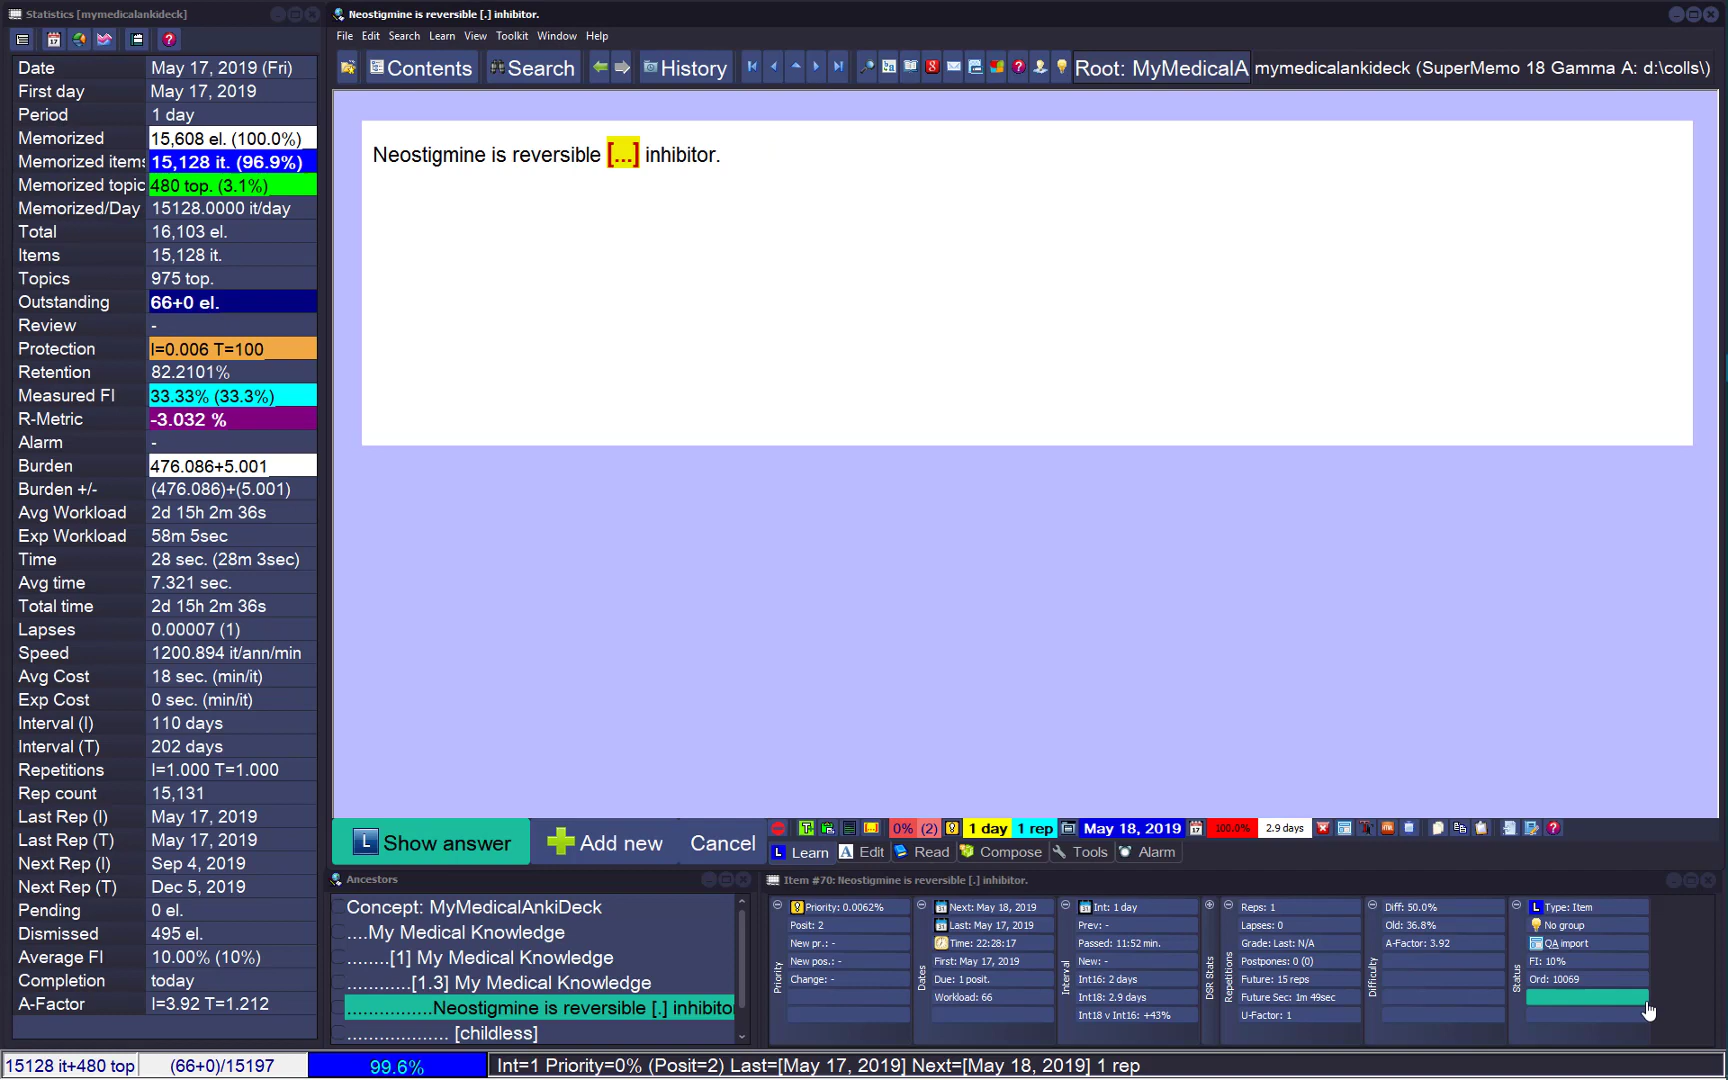 Statistics [mymedicalankideck]
Date May 17, 2019 (Fri)
First day May 17, 2019
Period 1 day
Memorized 15,608 el. (100.0%)
Memorized items 15,128 it. (96.9%)
Memorized topic 480 top. (3.1%)
Memorized/Day 15128.0000 it/day
Total 16,103 el.
Items 15,128 it.
Topics 975 top.
Outstanding 66+0 el.
Review -
Protection I=0.006 T=100
Retention 82.2101%
Measured FI 33.33% (33.3%)
R-Metric -3.032 %
Alarm -
Burden 476.086+5.001
Burden +/- (476.086)+(5.001)
Avg Workload 2d 15h 2m 36s
Exp Workload 58m 5sec
Time 28 sec. (28m 3sec)
Avg time 7.321 sec.
Total time 2d 15h 2m 36s
Lapses 0.00007 (1)
Speed 1200.894 it/ann/min
Avg Cost 18 sec. (min/it)
Exp Cost 0 sec. (min/it)
Interval (I) 110 days
Interval (T) 202 days
Repetitions I=1.000 T=1.000
Rep count 15,131
Last Rep (I) May 17, 2019
Last Rep (T) May 17, 2019
Next Rep (I) Sep 4, 2019
Next Rep (T) Dec 5, 2019
Pending 0 el.
Dismissed 495 el.
Average FI 10.00% (10%)
Completion today
A-Factor I=3.92 T=1.212
15128 it+480 top (66+0)/15197 99.6% Int=1 Priority=0% (Posit=2) Last=[May 17, 2019] Next=[May 18, 2019] 1 rep
Neostigmine is reversible [.] inhibitor.
File Edit Search Learn View Toolkit Window Help
Contents Search History Root: MyMedicalA mymedicalankideck (SuperMemo 18 Gamma A: d:\colls\)
Neostigmine is reversible [...] inhibitor.
L Show answer Add new Cancel
0% (2) 1 day 1 rep May 18, 2019 17 100.0% 2.9 days
L Learn A Edit Read Compose Tools Alarm
Ancestors
Concept: MyMedicalAnkiDeck
....My Medical Knowledge
........[1] My Medical Knowledge
............[1.3] My Medical Knowledge
................Neostigmine is reversible [.] inhibitor
.................... [childless]
Item #70: Neostigmine is reversible [.] inhibitor.
Priority
Priority: 0.0062%
Posit: 2
New pr.: -
New pos.: -
Change: -
Dates
Next: May 18, 2019
Last: May 17, 2019
Time: 22:28:17
First: May 17, 2019
Due: 1 posit.
Workload: 66
Interval
Int: 1 day
Prev: -
Passed: 11:52 min.
New: -
Int16: 2 days
Int18: 2.9 days
Int18 v Int16: +43%
DSR Stats
Repetitions
Reps: 1
Lapses: 0
Grade: Last: N/A
Postpones: 0 (0)
Future: 15 reps
Future Sec: 1m 49sec
U-Factor: 1
Difficulty
Diff: 50.0%
Old: 36.8%
A-Factor: 3.92
Status
L Type: Item
No group
QA import
FI: 10%
Ord: 10069